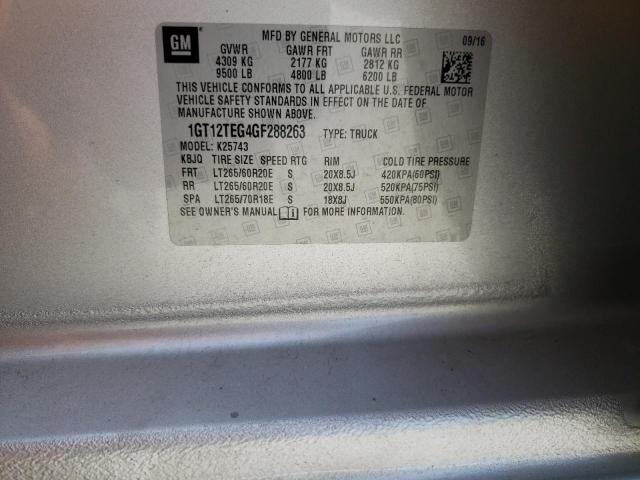 GM
MFD BY GENERAL MOTORS LLC
09/16
GVWR GAWR FRT GAWR RR
4309 KG 2177 KG 2812 KG
9500 LB 4800 LB 6200 LB
THIS VEHICLE CONFORMS TO ALL APPLICABLE U.S. FEDERAL MOTOR
VEHICLE SAFETY STANDARDS IN EFFECT ON THE DATE OF
MANUFACTURE SHOWN ABOVE.
1GT12TEG4GF288263 TYPE: TRUCK
MODEL: K25743
KBJQ TIRE SIZE SPEED RTG RIM COLD TIRE PRESSURE
FRT LT265/60R20E S 20X8.5J 420KPA(60PSI)
RR LT265/60R20E S 20X8.5J 520KPA(75PSI)
SPA LT265/70R18E S 18X8J 550KPA(80PSI)
SEE OWNER'S MANUAL i FOR MORE INFORMATION.